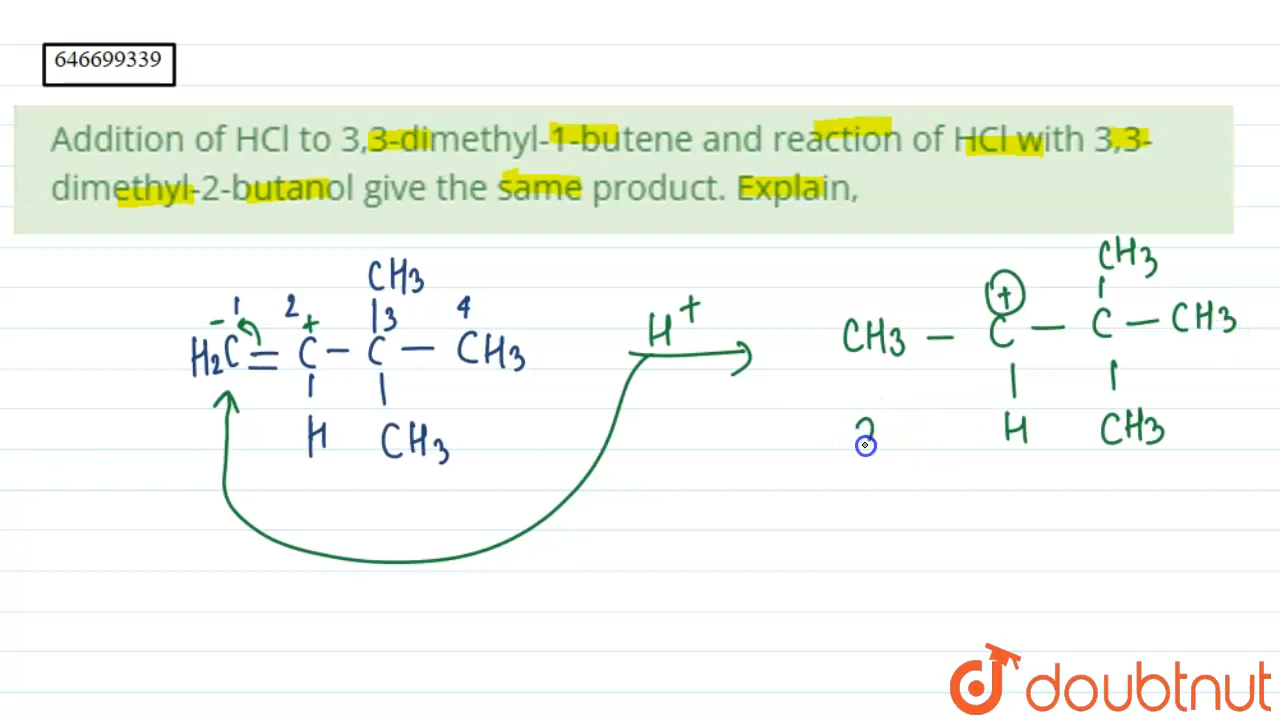 646699339
Addition of HCl to 3,3-dimethyl-1-butene and reaction of HCl with 3,3-
dimethyl-2-butanol give the same product. Explain,
CH3 CH3
1 2 | 3 4 H+ + |
H2C = C - C - CH3 CH3 - C - C - CH3
- + | | | |
H CH3 2 H CH3
doubtnut